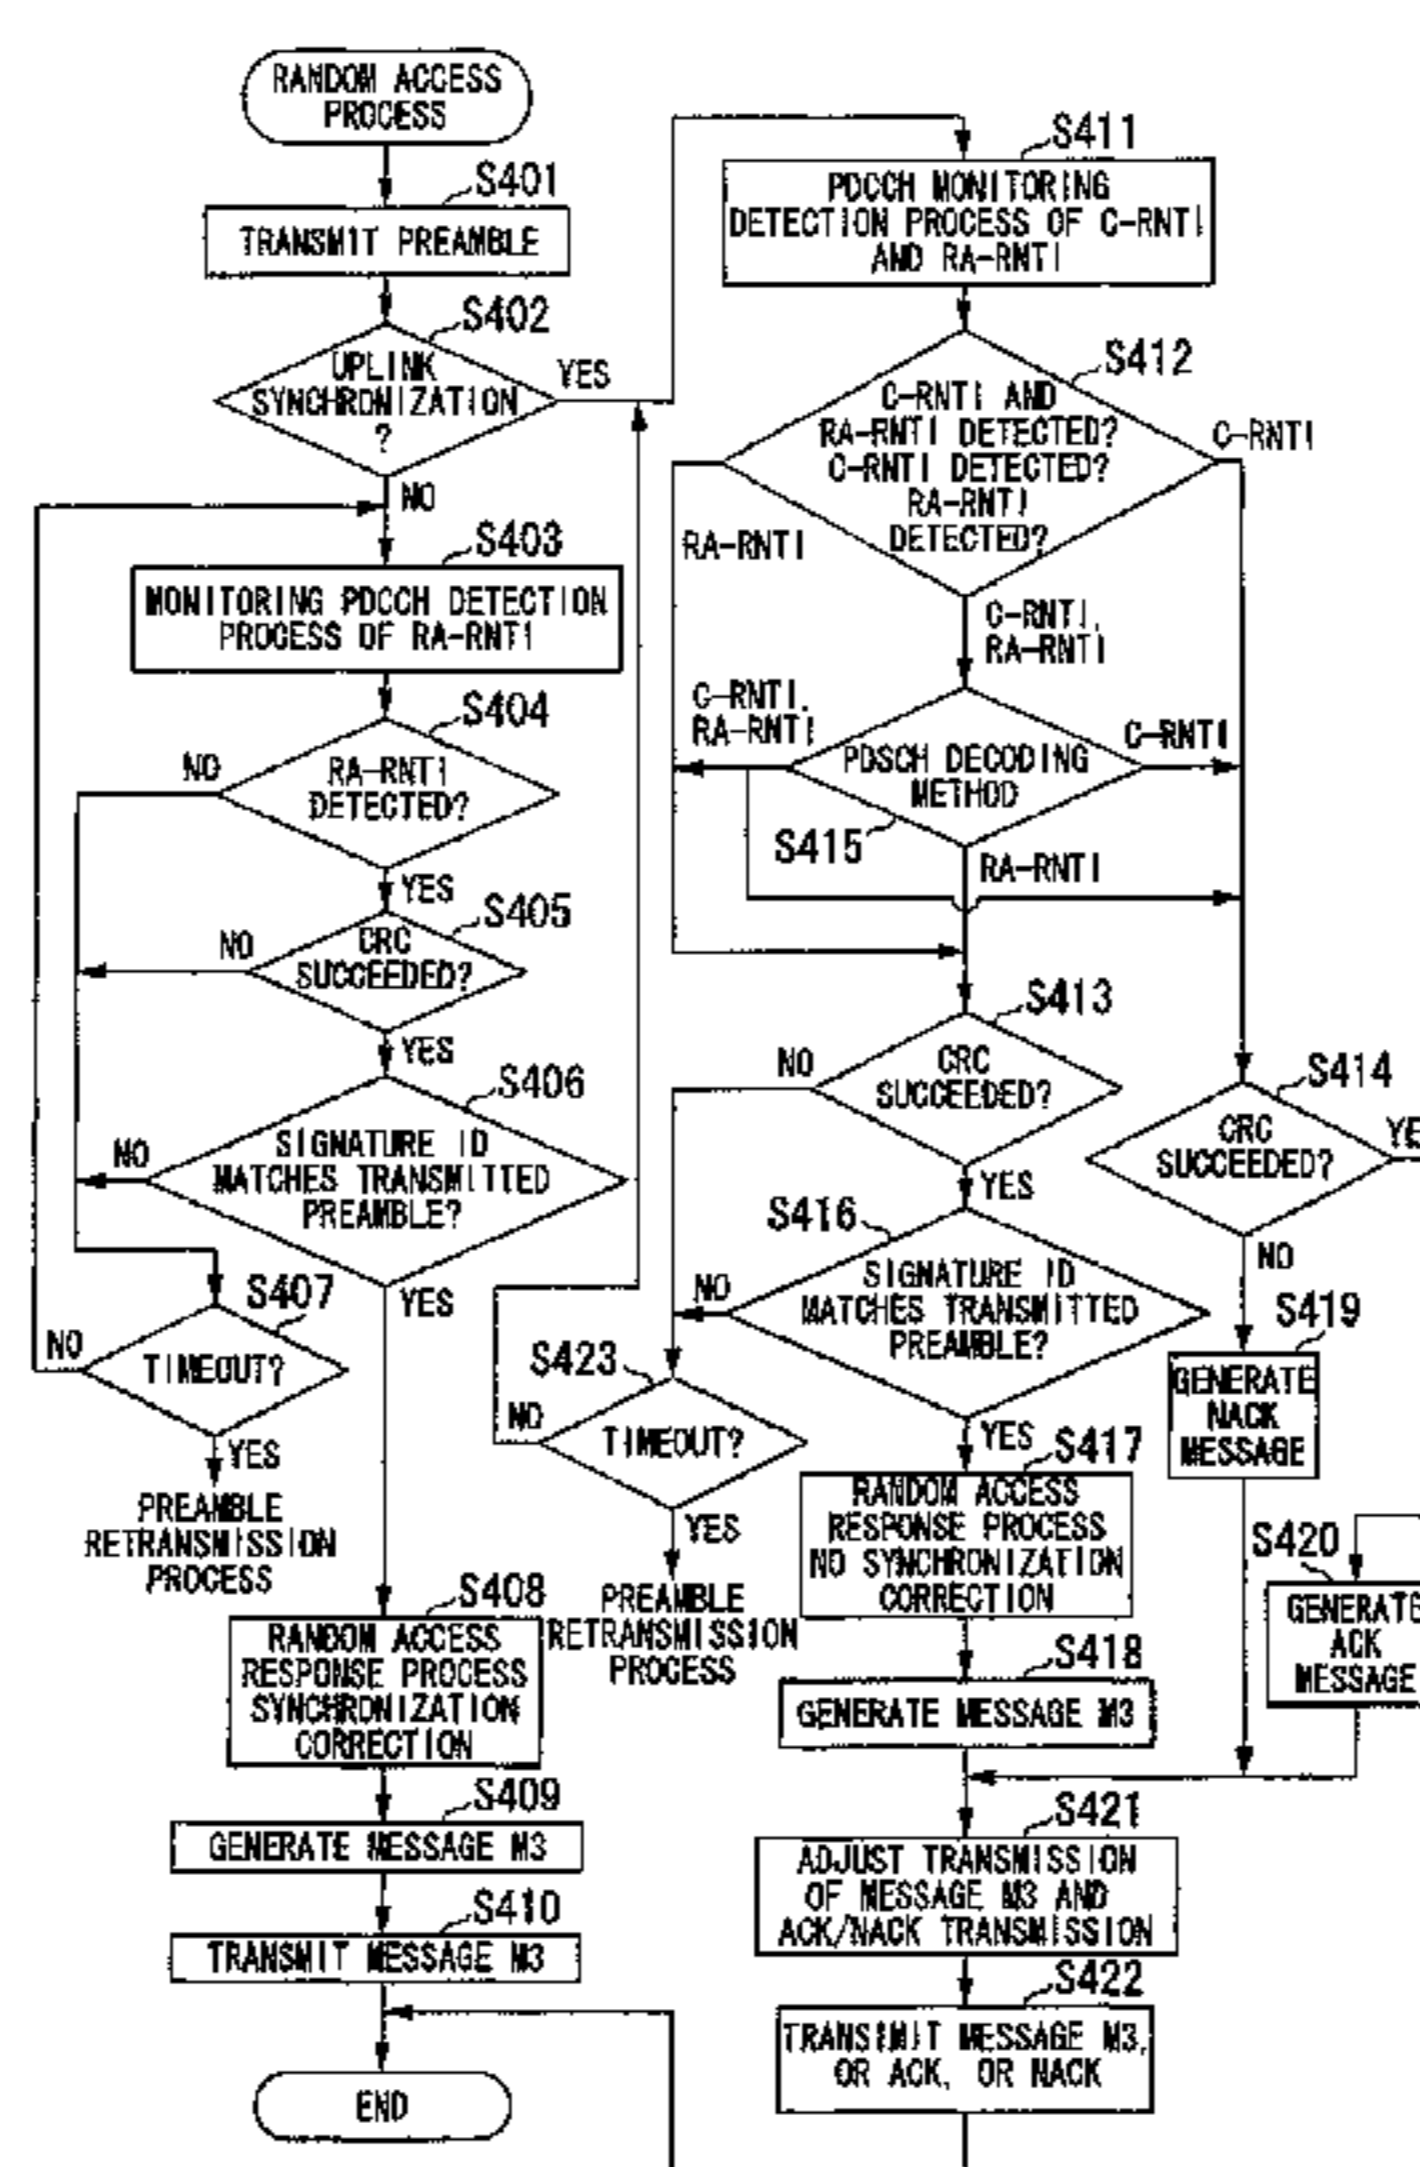 RANDOM ACCESS
PROCESS
S401
TRANSMIT PREAMBLE
S402
UPLINK
SYNCHRONIZATION
?
YES
NO
S403
MONITORING PDCCH DETECTION
PROCESS OF RA-RNTI
S404
NO
RA-RNTI
DETECTED?
YES
S405
NO
CRC
SUCCEEDED?
YES
S406
NO
SIGNATURE ID
MATCHES TRANSMITTED
PREAMBLE?
YES
S407
NO
TIMEOUT?
YES
PREAMBLE
RETRANSMISSION
PROCESS
S408
RANDOM ACCESS
RESPONSE PROCESS
SYNCHRONIZATION
CORRECTION
S409
GENERATE MESSAGE M3
S410
TRANSMIT MESSAGE M3
END
S411
PDCCH MONITORING
DETECTION PROCESS OF C-RNTI
AND RA-RNTI
S412
C-RNTI AND
RA-RNTI DETECTED?
C-RNTI DETECTED?
RA-RNTI
DETECTED?
C-RNTI
RA-RNTI
C-RNTI,
RA-RNTI
C-RNTI,
RA-RNTI
C-RNTI
PDSCH DECODING
METHOD
S415
RA-RNTI
S413
NO
CRC
SUCCEEDED?
YES
S414
CRC
SUCCEEDED?
YE
NO
S416
NO
SIGNATURE ID
MATCHES TRANSMITTED
PREAMBLE?
YES
S423
NO
TIMEOUT?
YES
PREAMBLE
RETRANSMISSION
PROCESS
S417
RANDOM ACCESS
RESPONSE PROCESS
NO SYNCHRONIZATION
CORRECTION
S418
GENERATE MESSAGE M3
S419
GENERATE
NACK
MESSAGE
S420
GENERATE
ACK
MESSAGE
S421
ADJUST TRANSMISSION
OF MESSAGE M3 AND
ACK/NACK TRANSMISSION
S422
TRANSIMIT MESSAGE M3,
OR ACK, OR NACK